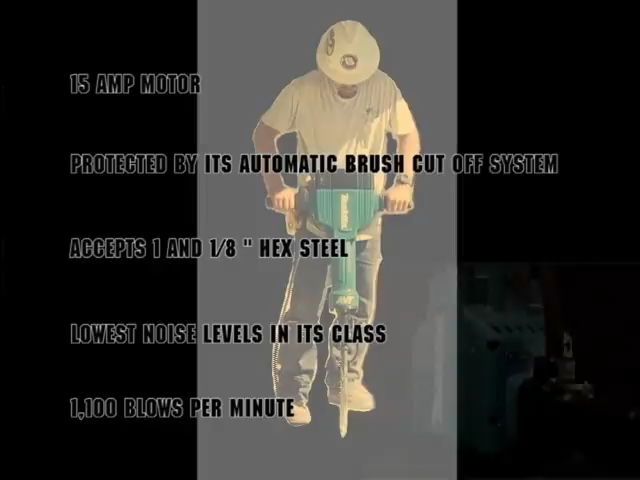 15 AMP MOTOR
PROTECTED BY ITS AUTOMATIC BRUSH CUT OFF SYSTEM
ACCEPTS 1 AND 1/8 " HEX STEEL
LOWEST NOISE LEVELS IN ITS CLASS
1,100 BLOWS PER MINUTE